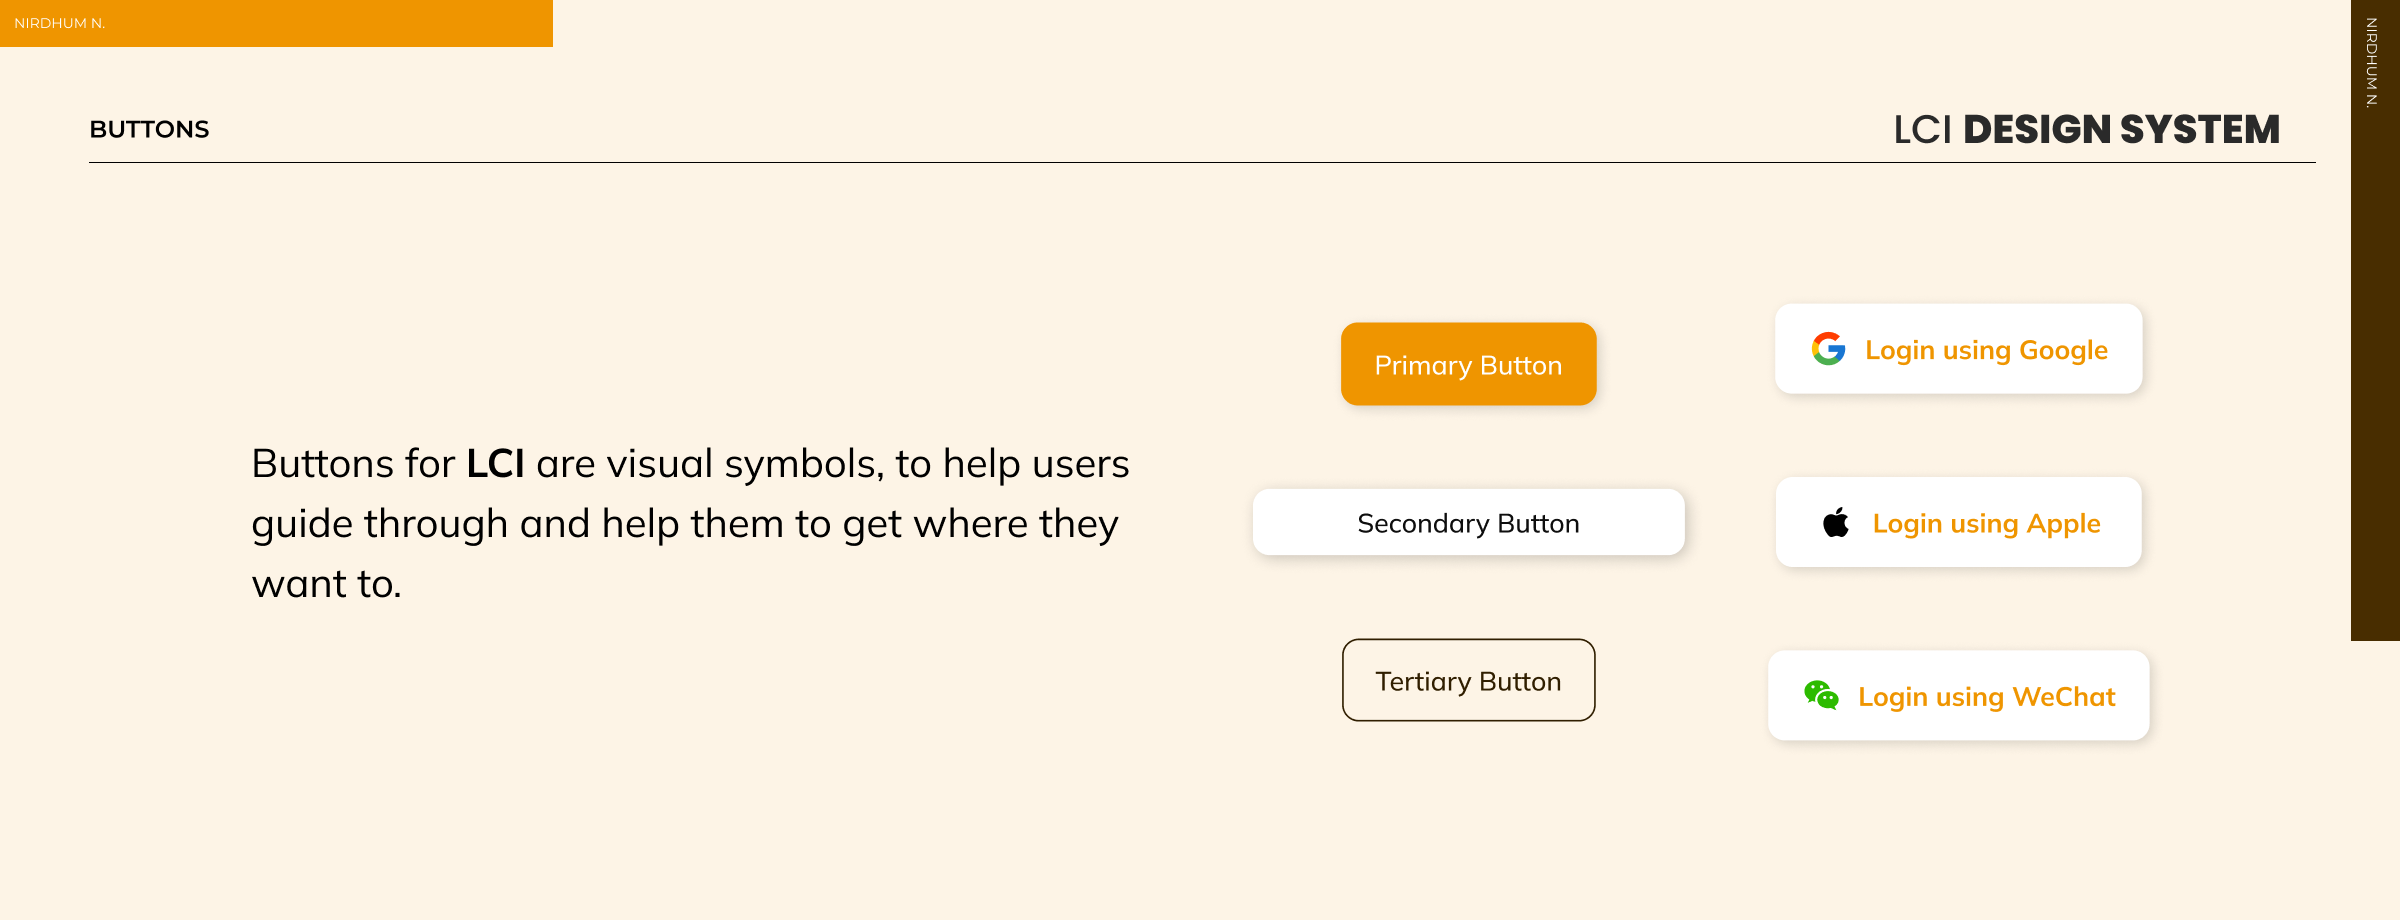 NIRDHUM N.
NIRDHUM N.
BUTTONS
LCI DESIGN SYSTEM
Buttons for LCI are visual symbols, to help users
guide through and help them to get where they
want to.
Primary Button
Secondary Button
Tertiary Button
Login using Google
Login using Apple
Login using WeChat